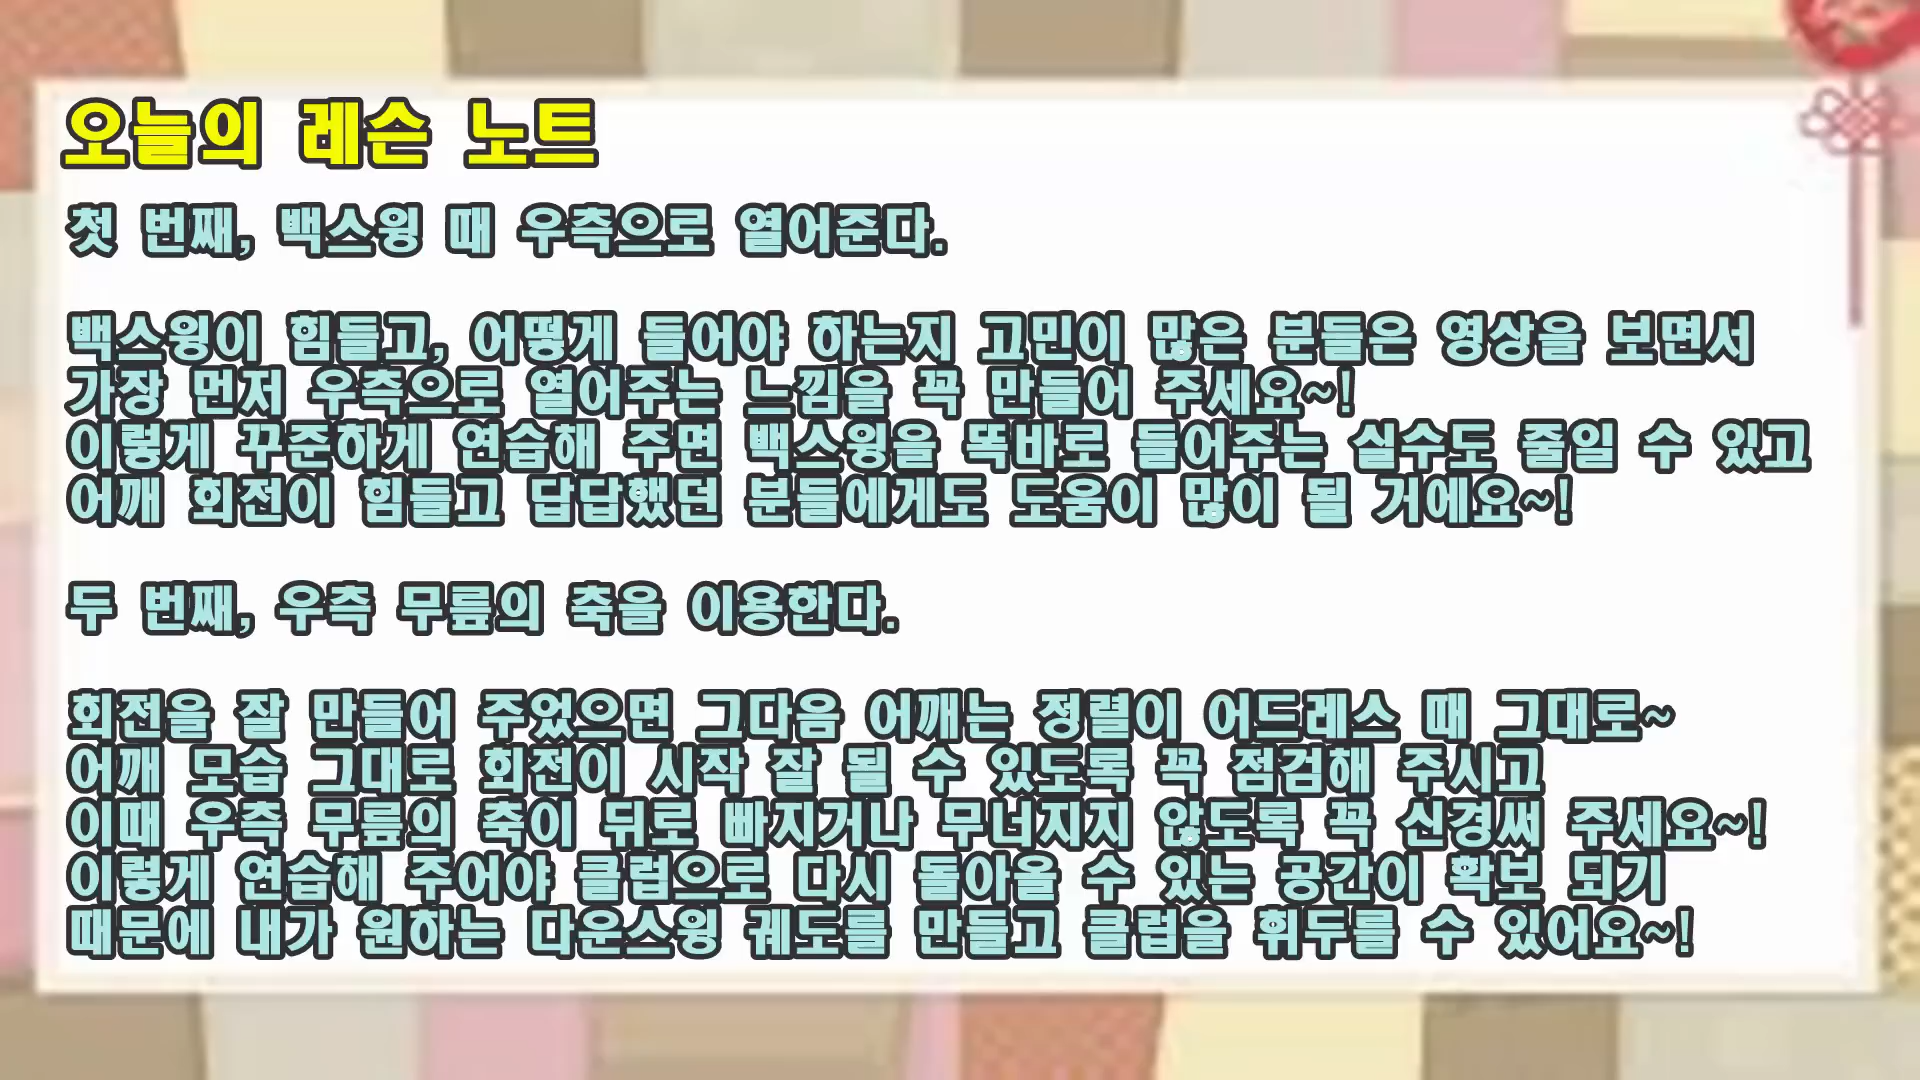 오늘의 레슨 노트
첫 번째, 백스윙 때 우측으로 열어준다.
백스윙이 힘들고, 어떻게 들어야 하는지 고민이 많은 분들은 영상을 보면서
가장 먼저 우측으로 열어주는 느낌을 꼭 만들어 주세요~!
이렇게 꾸준하게 연습해 주면 백스윙을 똑바로 들어주는 실수도 줄일 수 있고
어깨 회전이 힘들고 답답했던 분들에게도 도움이 많이 될 거에요~!
두 번째, 우측 무릎의 축을 이용한다.
회전을 잘 만들어 주었으면 그다음 어깨는 정렬이 어드레스 때 그대로~
어깨 모습 그대로 회전이 시작 잘 될 수 있도록 꼭 점검해 주시고
이때 우측 무릎의 축이 뒤로 빠지거나 무너지지 않도록 꼭 신경써 주세요~!
이렇게 연습해 주어야 클럽으로 다시 돌아올 수 있는 공간이 확보 되기
때문에 내가 원하는 다운스윙 궤도를 만들고 클럽을 휘두를 수 있어요~!